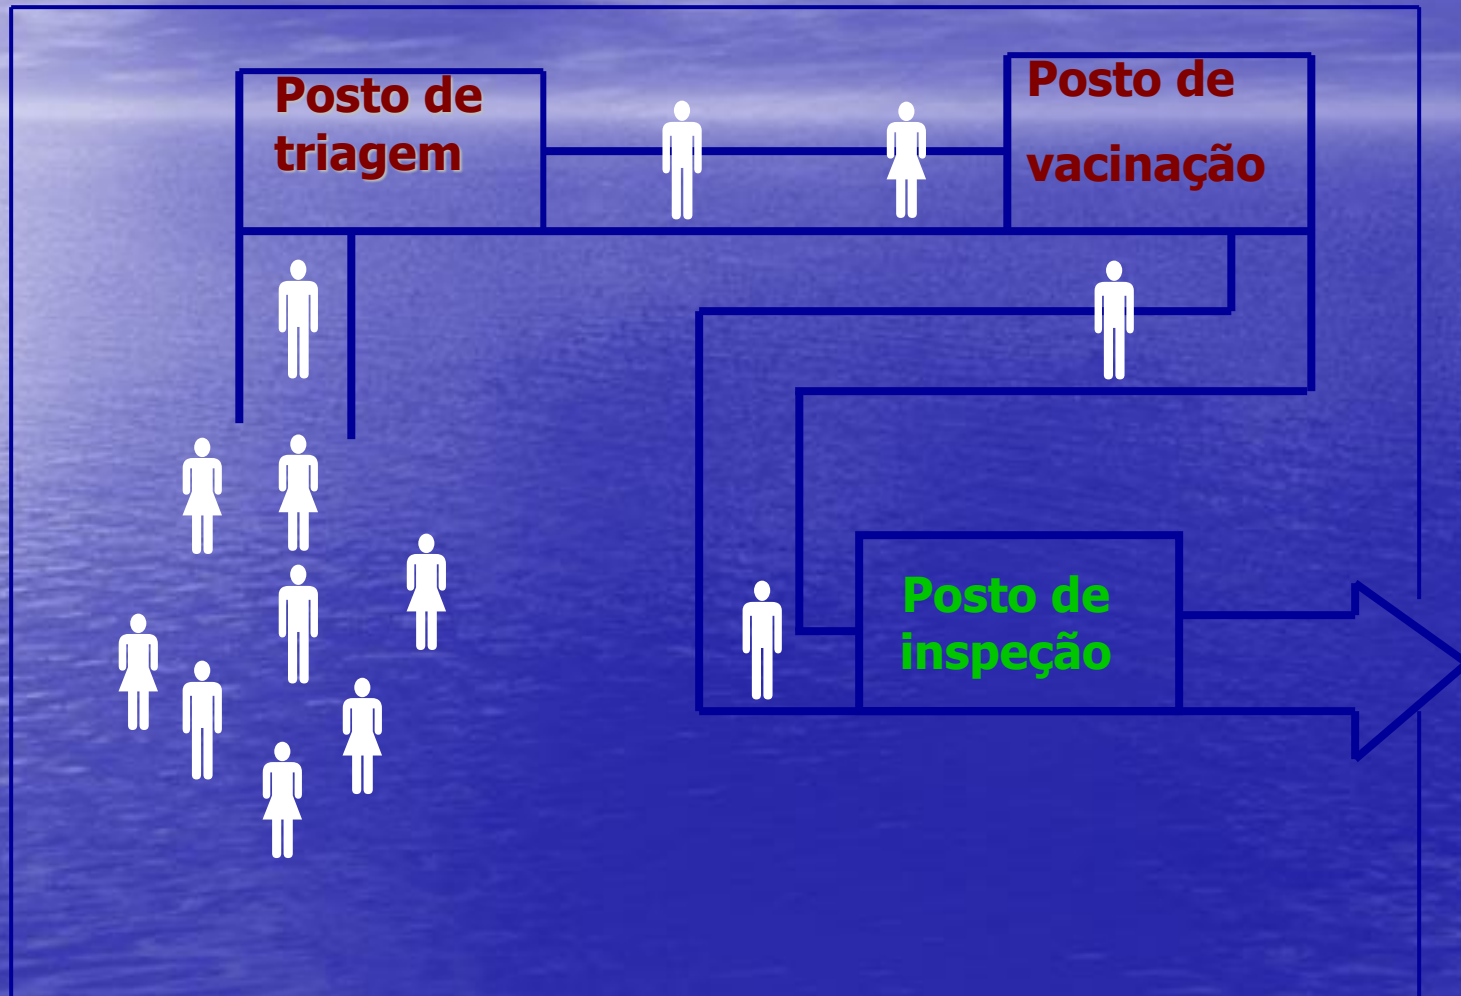 Posto de
triagem
Posto de
vacinação
Posto de
inspeção